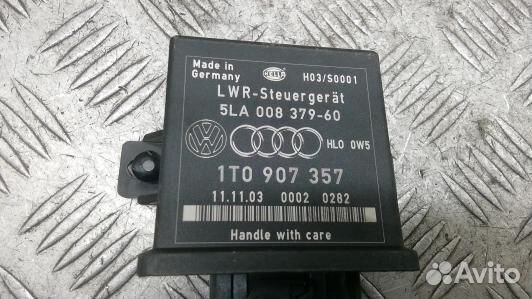 Made in
Germany
HELLA
H03/S0001
LWR-Steuergerät
5LA 008 379-60
HL0 0W5
1T0 907 357
11.11.03 0002 0282
Handle with care
Avito